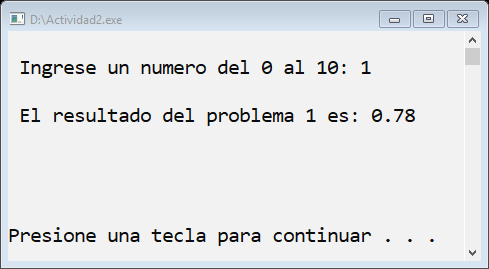 D:\Actividad2.exe
Ingrese un numero del 0 al 10: 1
El resultado del problema 1 es: 0.78
Presione una tecla para continuar . . .